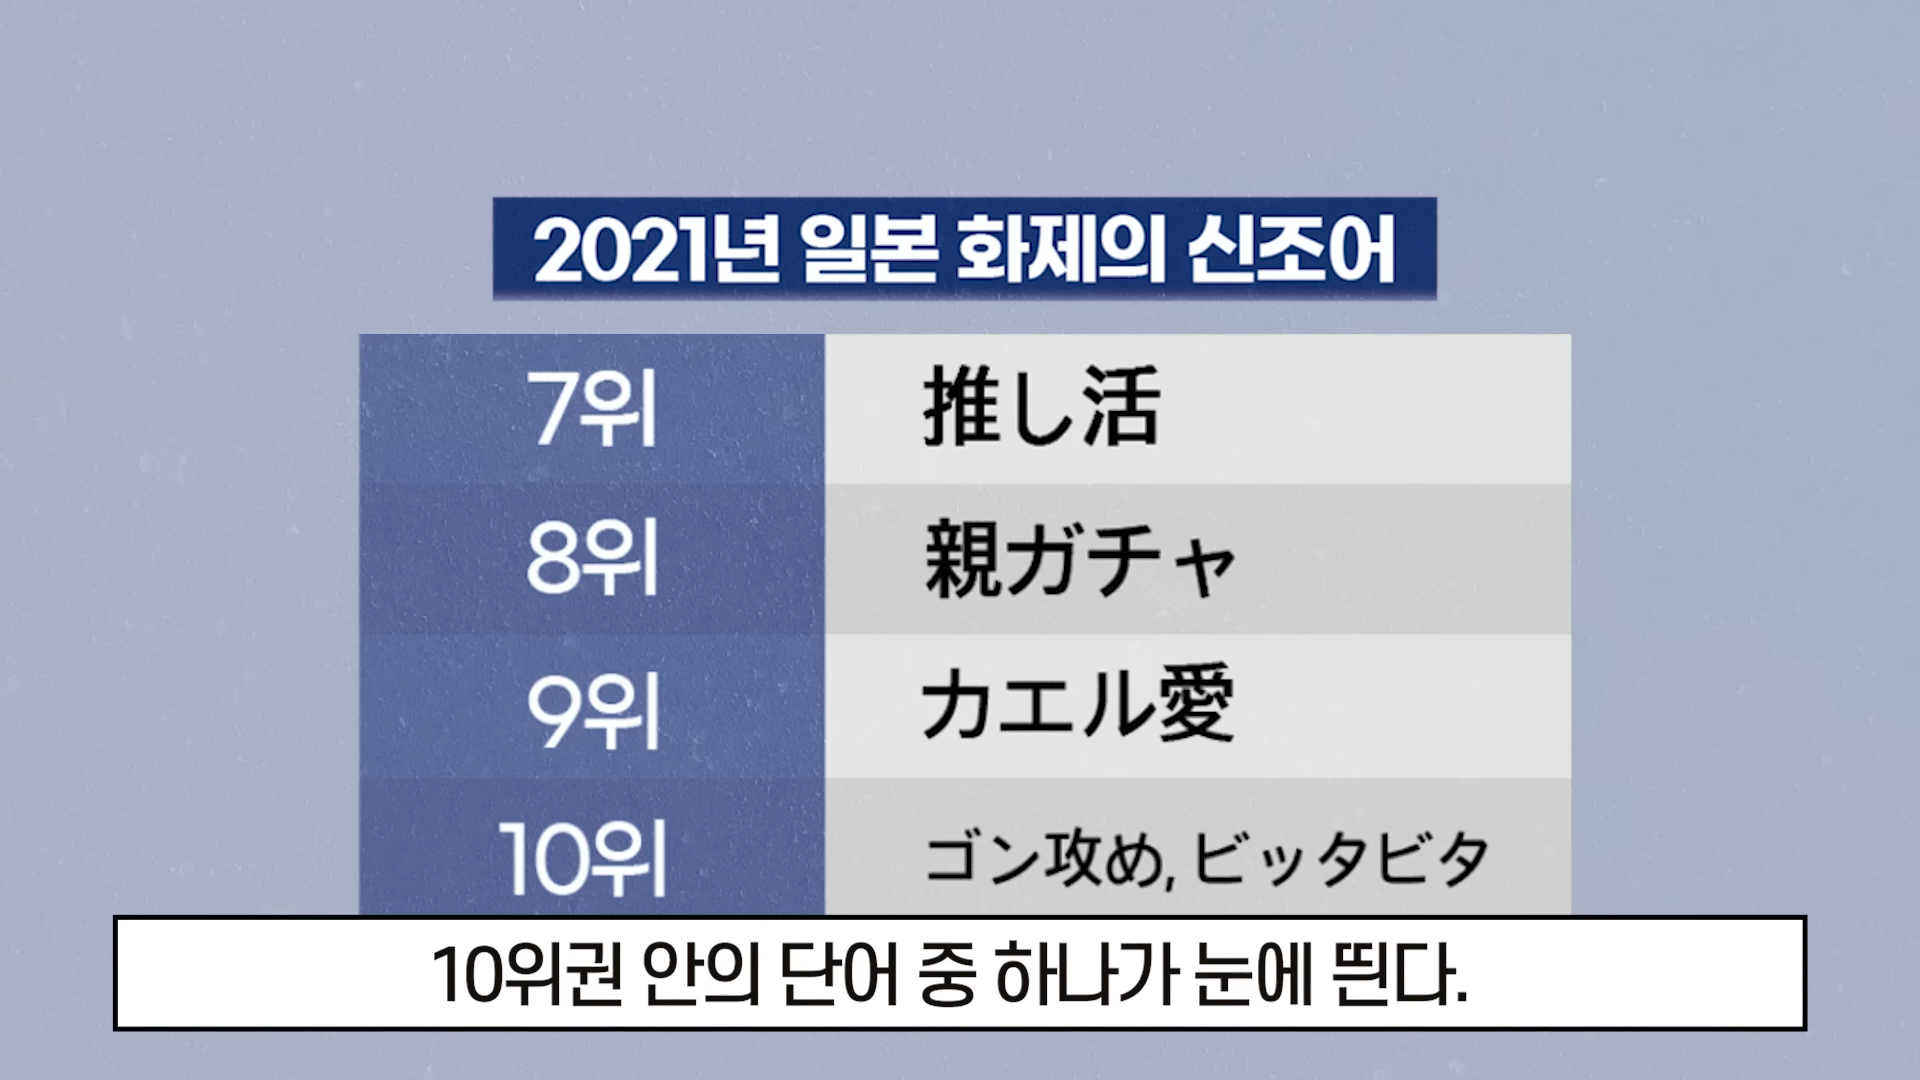 2021년 일본 화제의 신조어
7위 推し活
8위 親ガチャ
9위 カエル愛
10위 ゴン攻め, ビッタビタ
10위권 안의 단어 중 하나가 눈에 띈다.